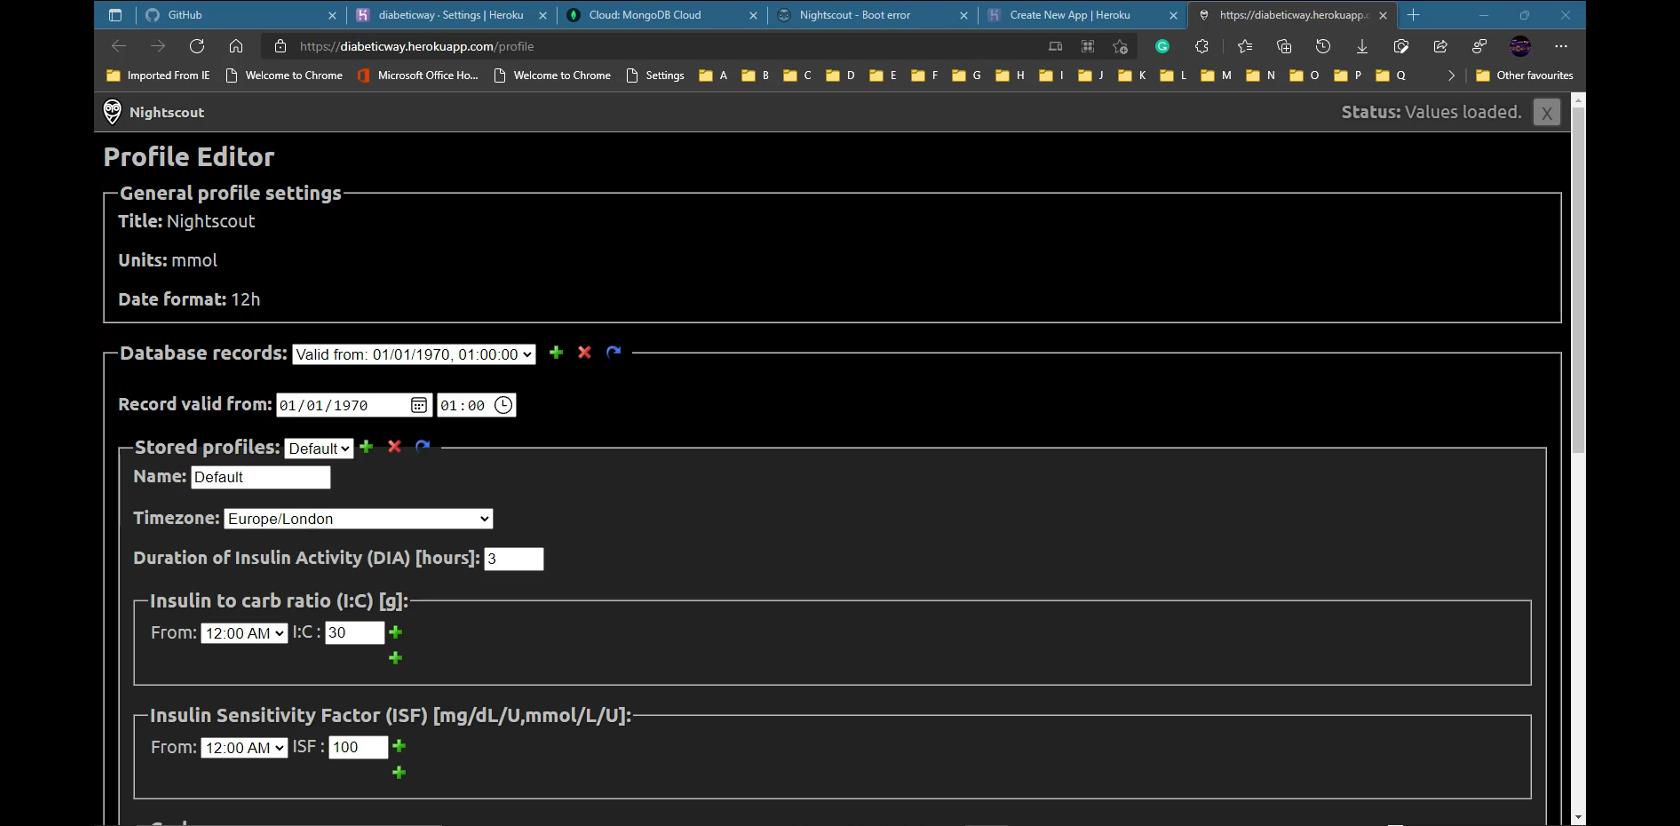 GitHub
diabeticway · Settings | Heroku
Cloud: MongoDB Cloud
Nightscout - Boot error
Create New App | Heroku
https://diabeticway.herokuapp.c
https://diabeticway.herokuapp.com/profile
Imported From IE
Welcome to Chrome
Microsoft Office Ho...
Welcome to Chrome
Settings
A B C D E F G H I J K L M N O P Q
Other favourites
Nightscout
Status: Values loaded.
X
Profile Editor
General profile settings
Title: Nightscout
Units: mmol
Date format: 12h
Database records: Valid from: 01/01/1970, 01:00:00
Record valid from: 01/01/1970 01:00
Stored profiles: Default
Name: Default
Timezone: Europe/London
Duration of Insulin Activity (DIA) [hours]: 3
Insulin to carb ratio (I:C) [g]:
From: 12:00 AM I:C : 30
Insulin Sensitivity Factor (ISF) [mg/dL/U,mmol/L/U]:
From: 12:00 AM ISF : 100